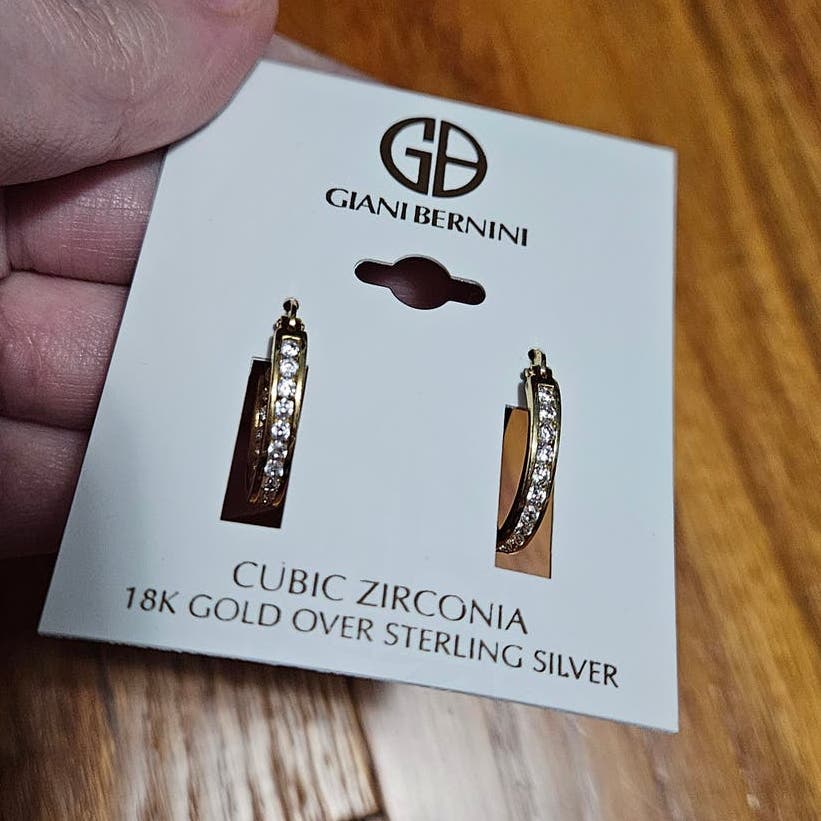 GB
GIANI BERNINI
CUBIC ZIRCONIA
18K GOLD OVER STERLING SILVER